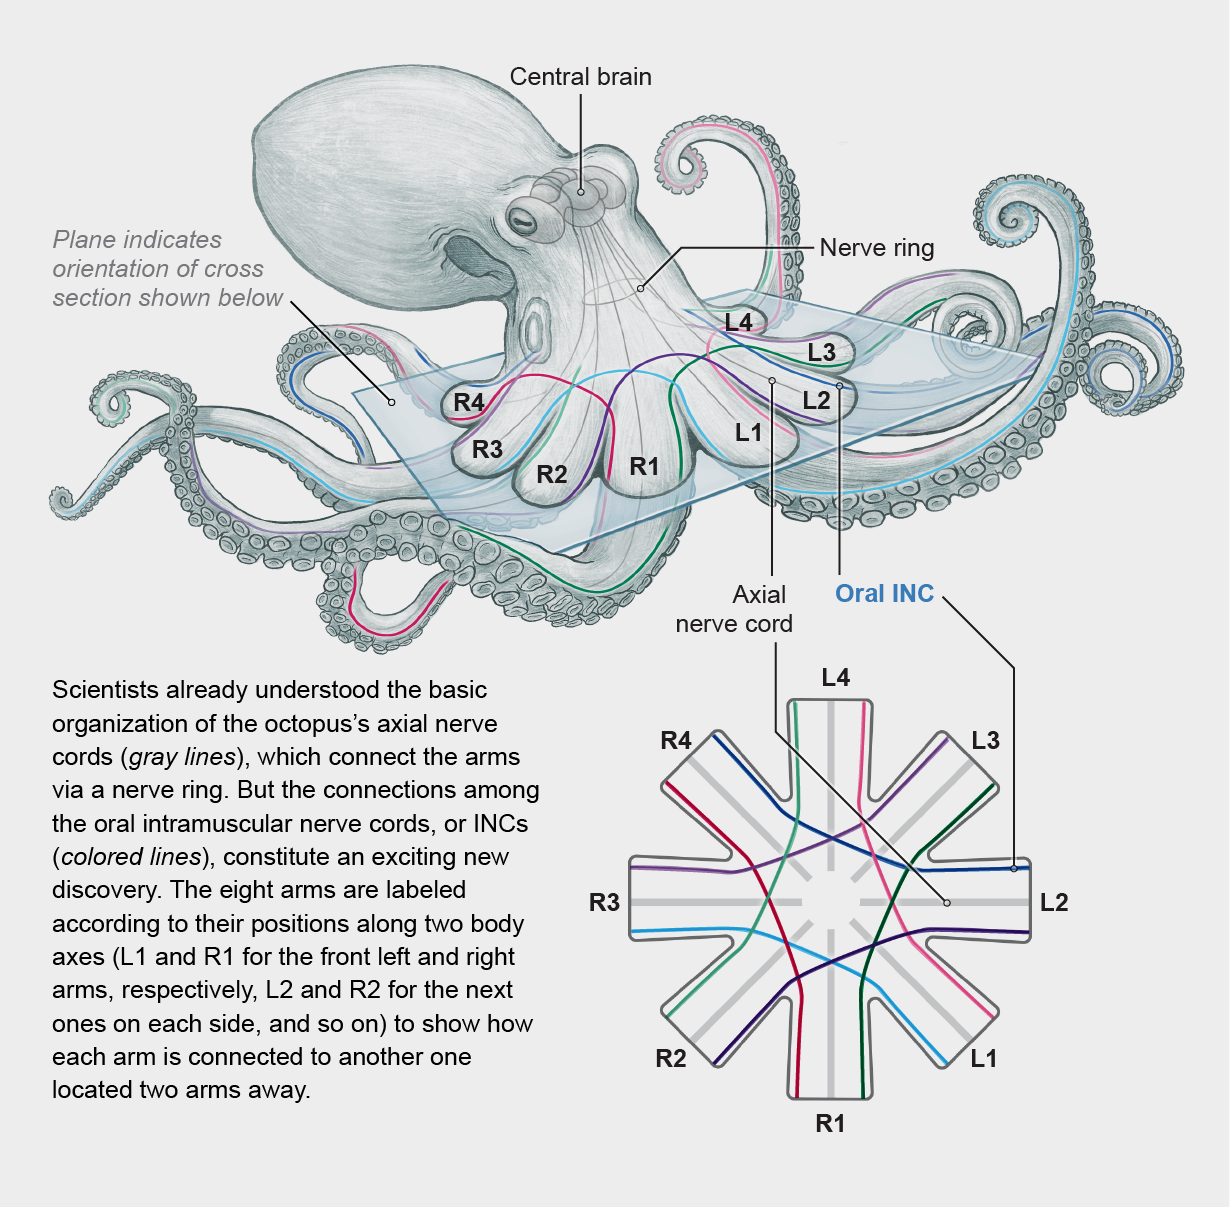 Central brain
Plane indicates
orientation of cross
section shown below
Nerve ring
L4
L3
R4
L2
R3
L1
R2
R1
Axial
nerve cord
Oral INC
Scientists already understood the basic
organization of the octopus’s axial nerve
cords (gray lines), which connect the arms
via a nerve ring. But the connections among
the oral intramuscular nerve cords, or INCs
(colored lines), constitute an exciting new
discovery. The eight arms are labeled
according to their positions along two body
axes (L1 and R1 for the front left and right
arms, respectively, L2 and R2 for the next
ones on each side, and so on) to show how
each arm is connected to another one
located two arms away.
L4
R4
L3
R3
L2
R2
L1
R1